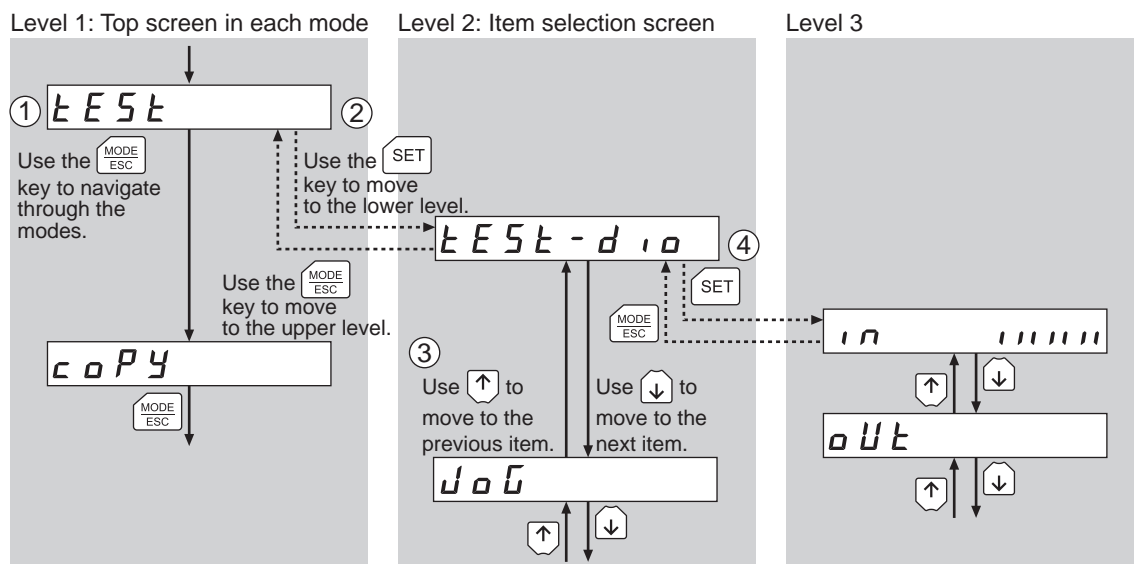 Level 1: Top screen in each mode
Level 2: Item selection screen
Level 3
1
tESt
2
Use the MODE
ESC
key to navigate
through the
modes.
Use the SET
key to move
to the lower level.
tESt-dio
4
Use the MODE
ESC
key to move
to the upper level.
SET
MODE
ESC
in
coPY
MODE
ESC
3
Use ↑ to
move to the
previous item.
Use ↓ to
move to the
next item.
↑
↓
oUt
JoG
↑
↓
↑
↓